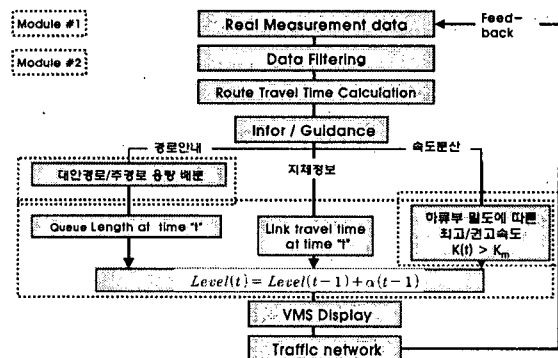 Module #1
Module #2
Real Measurement data
Feed-
back
Data Filtering
Route Travel Time Calculation
Infor / Guidance
경로안내
지체정보
속도분산
대안경로/주경로 용량 배분
Queue Length at time "t"
Link travel time
at time "t"
하류부 밀도에 따른
최고/권고속도
K(t) > Km
Level(t) = Level(t-1) + α(t-1)
VMS Display
Traffic network